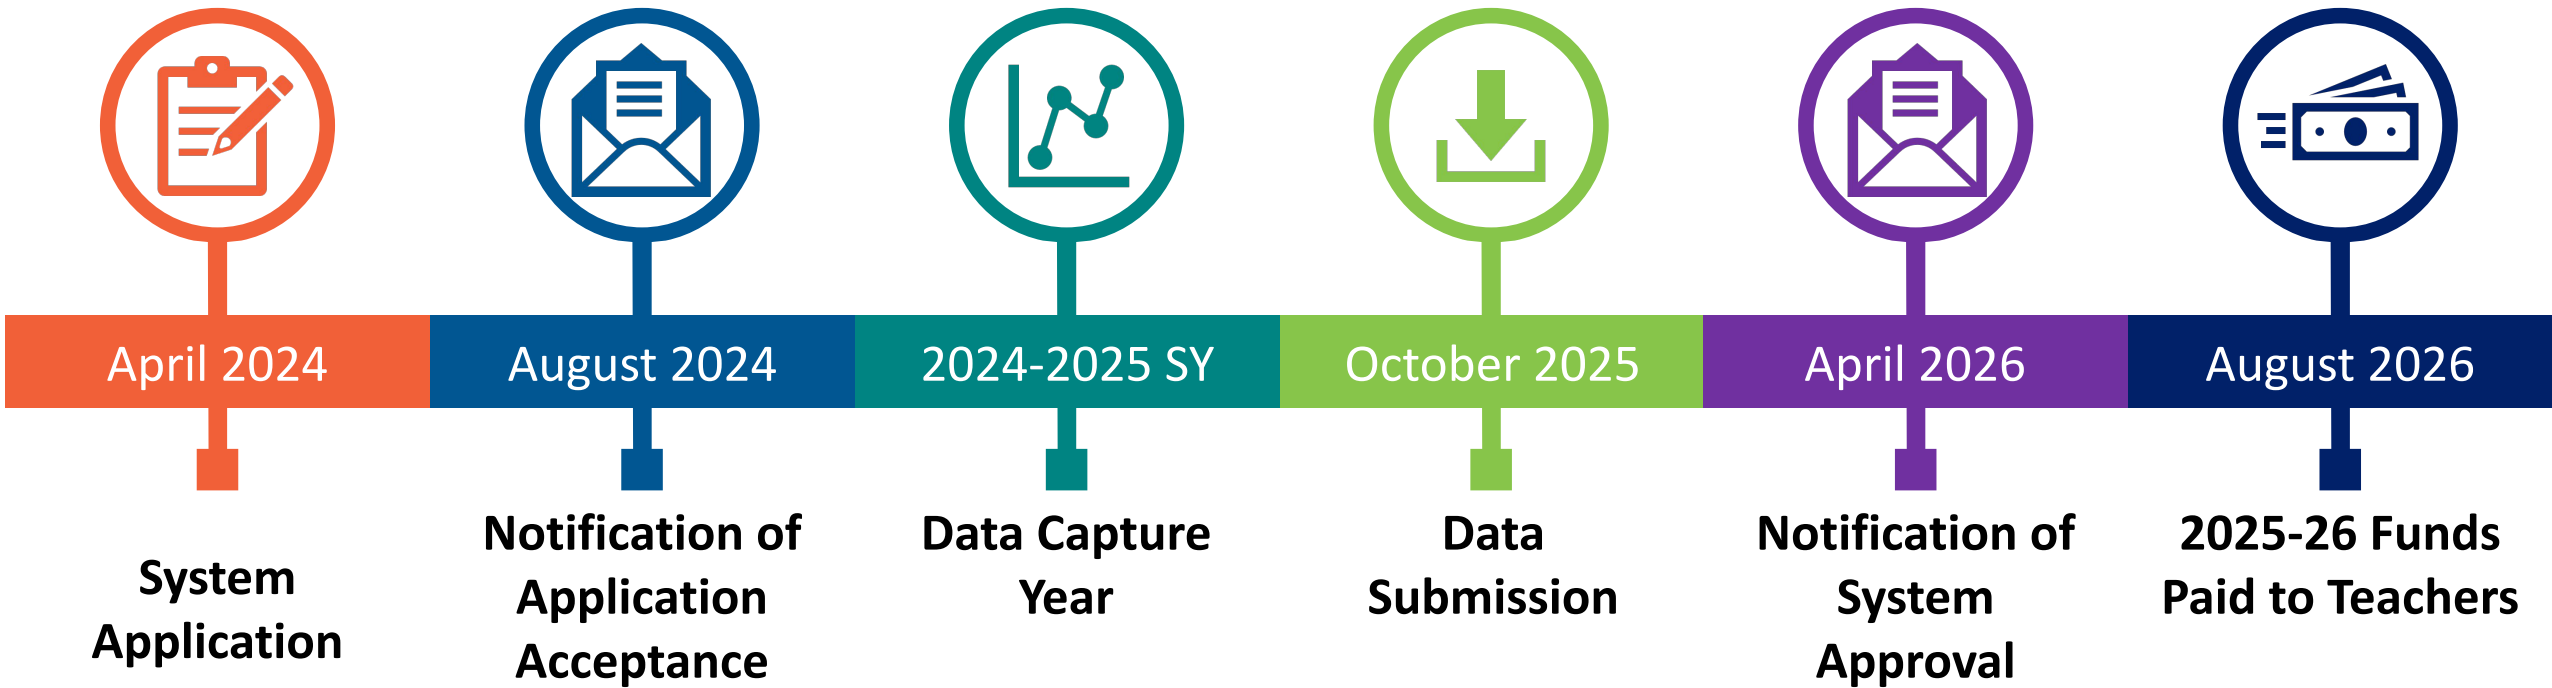 April 2024
August 2024
2024-2025 SY
October 2025
April 2026
August 2026
System
Application
Notification of
Application
Acceptance
Data Capture
Year
Data
Submission
Notification of
System
Approval
2025-26 Funds
Paid to Teachers